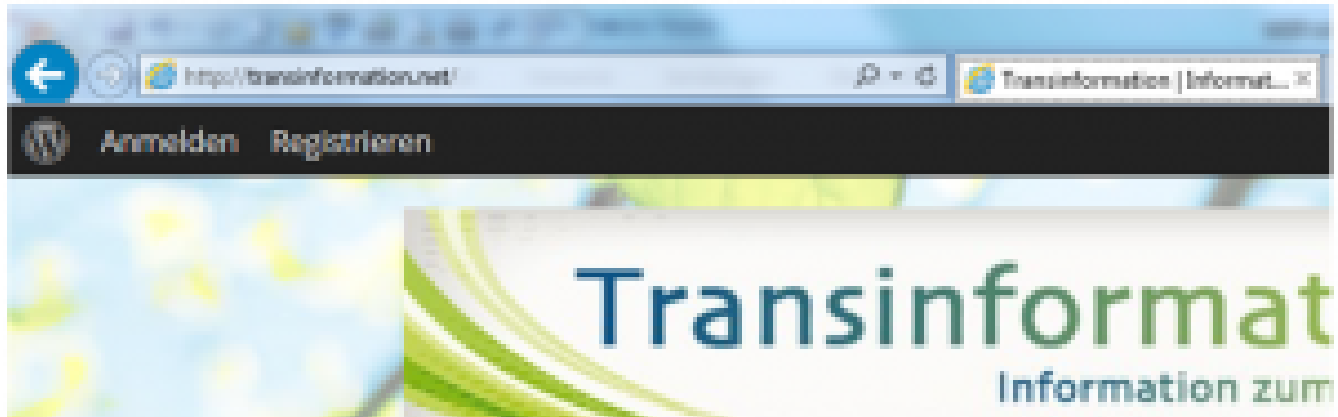 http://transinformation.net/
Transinformation | Informat...
Anmelden Registrieren
Transinformat
Information zum